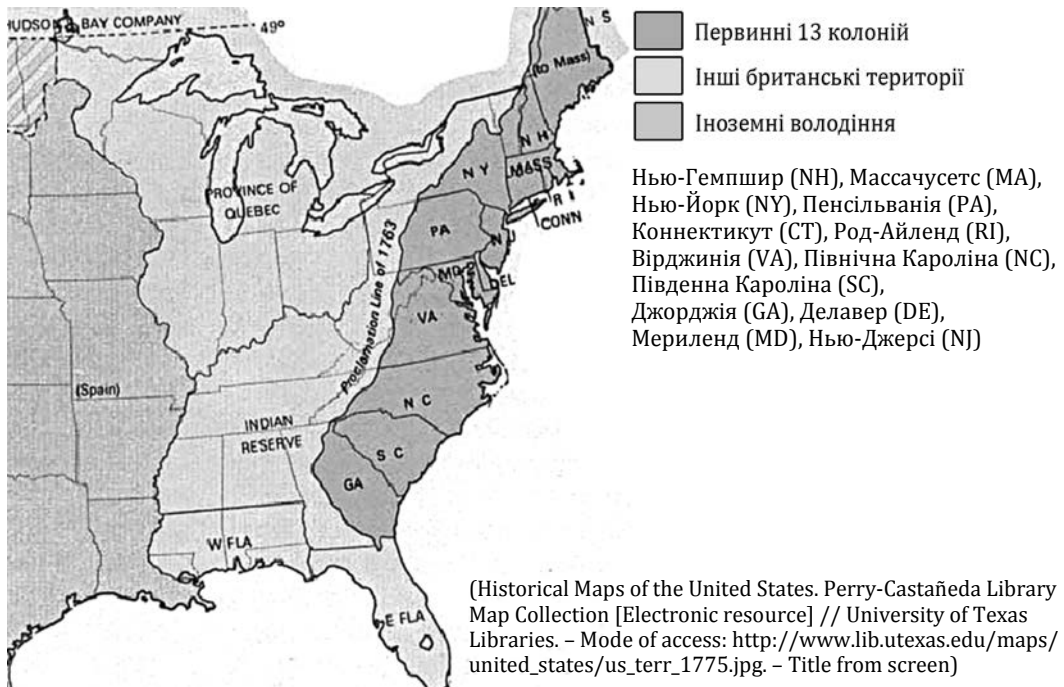 HUDSON BAY COMPANY
49°
N S
(to Mass)
N H
N Y
MASS
R I
CONN
PROVINCE OF
QUEBEC
PA
N J
Proclamation Line of 1763
MD
DEL
VA
(Spain)
N C
INDIAN
RESERVE
S C
GA
W FLA
E FLA
Первинні 13 колоній
Інші британські території
Іноземні володіння
Нью-Гемпшир (NH), Массачусетс (MA),
Нью-Йорк (NY), Пенсільванія (PA),
Коннектикут (CT), Род-Айленд (RI),
Вірджинія (VA), Північна Кароліна (NC),
Південна Кароліна (SC),
Джорджія (GA), Делавер (DE),
Мериленд (MD), Нью-Джерсі (NJ)
(Historical Maps of the United States. Perry-Castañeda Library
Map Collection [Electronic resource] // University of Texas
Libraries. – Mode of access: http://www.lib.utexas.edu/maps/
united_states/us_terr_1775.jpg. – Title from screen)